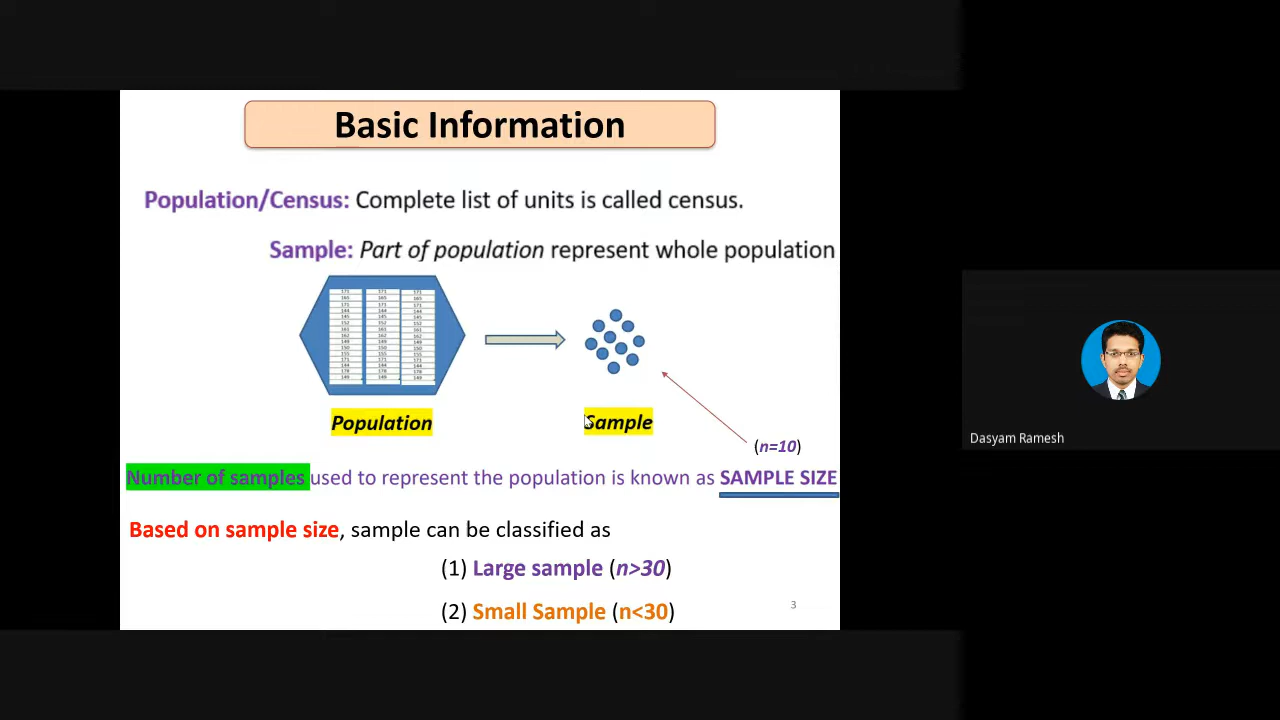 Basic Information
Population/Census: Complete list of units is called census.
Sample: Part of population represent whole population
Population
Sample
(n=10)
Number of samples used to represent the population is known as SAMPLE SIZE
Based on sample size, sample can be classified as
(1) Large sample (n>30)
(2) Small Sample (n<30)
3
Dasyam Ramesh